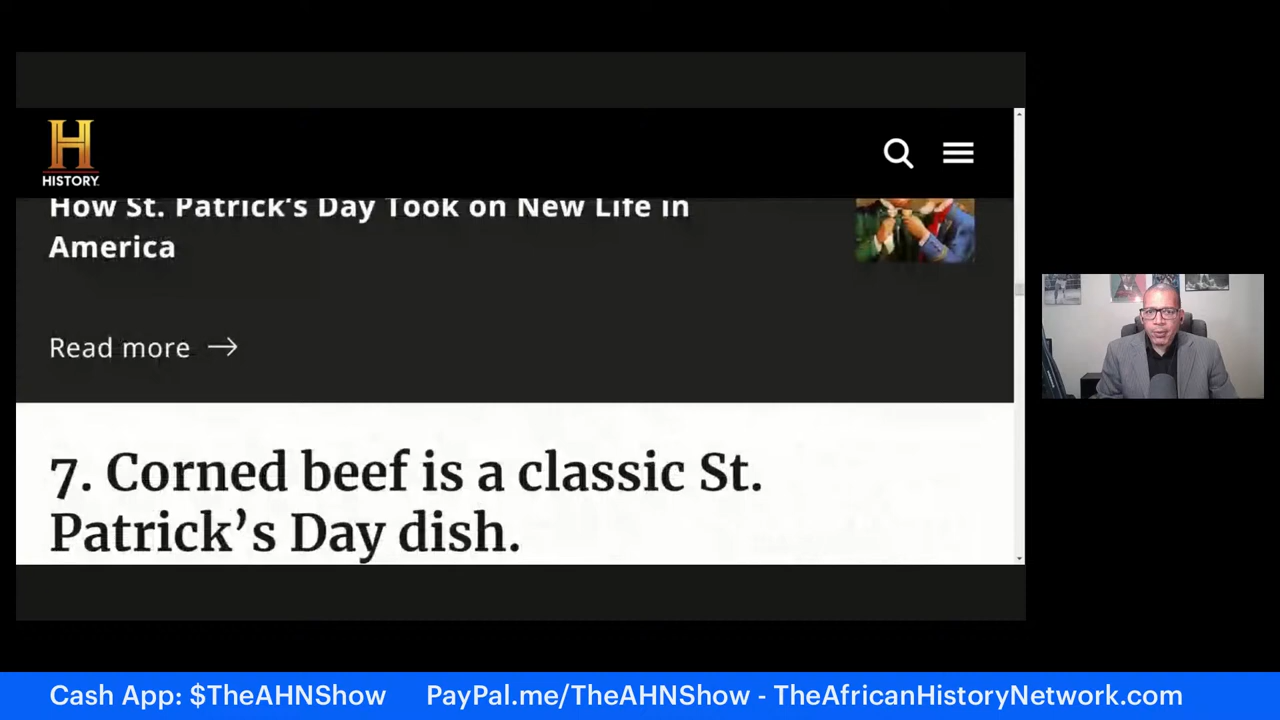 HISTORY
How St. Patrick's Day Took on New Life in
America
Read more
7. Corned beef is a classic St.
Patrick’s Day dish.
Cash App: $TheAHNShow PayPal.me/TheAHNShow - TheAfricanHistoryNetwork.com